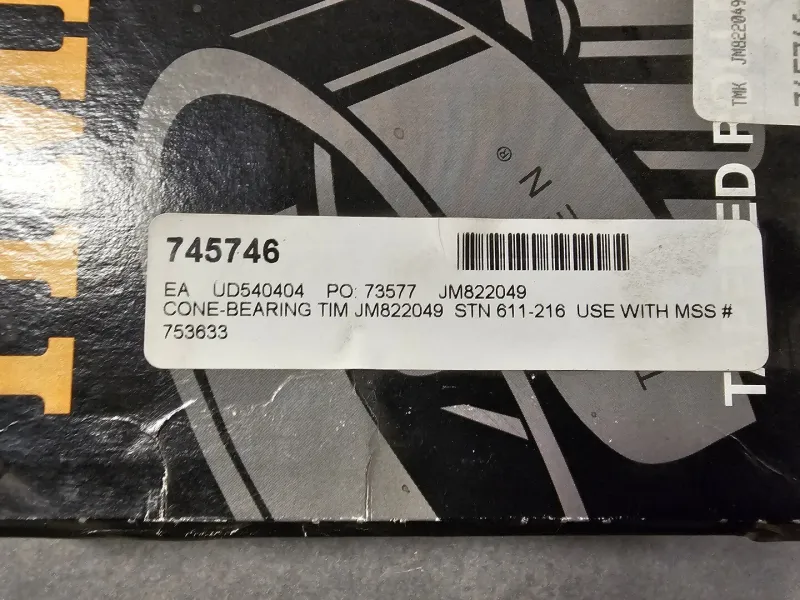 TMK JM822049
745746
EA UD540404 PO: 73577 JM822049
CONE-BEARING TIM JM822049 STN 611-216 USE WITH MSS #
753633